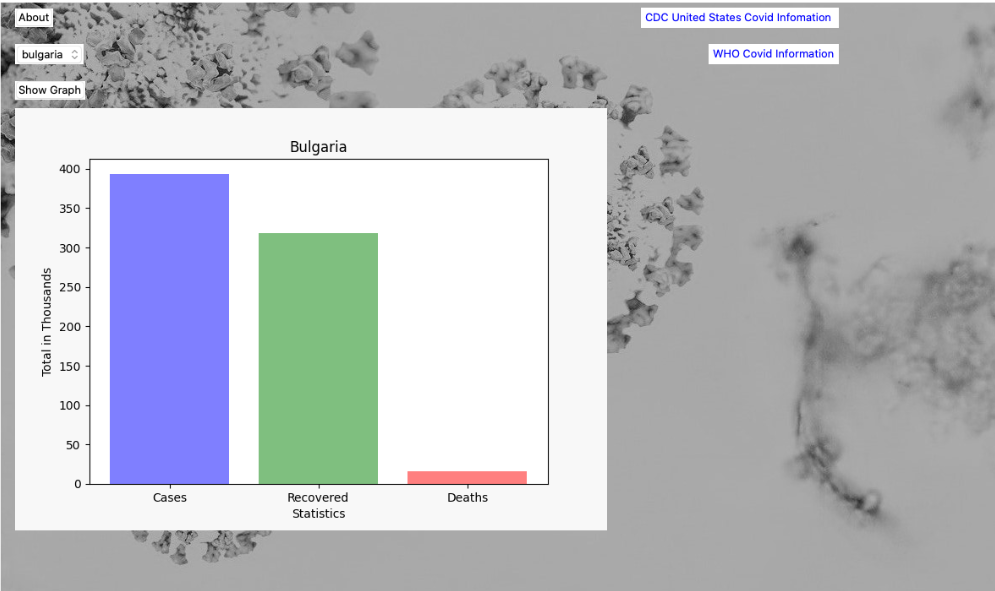 About
CDC United States Covid Infomation
bulgaria
WHO Covid Information
Show Graph
Bulgaria
400
350
300
250
200
150
100
50
0
Total in Thousands
Cases
Recovered
Deaths
Statistics